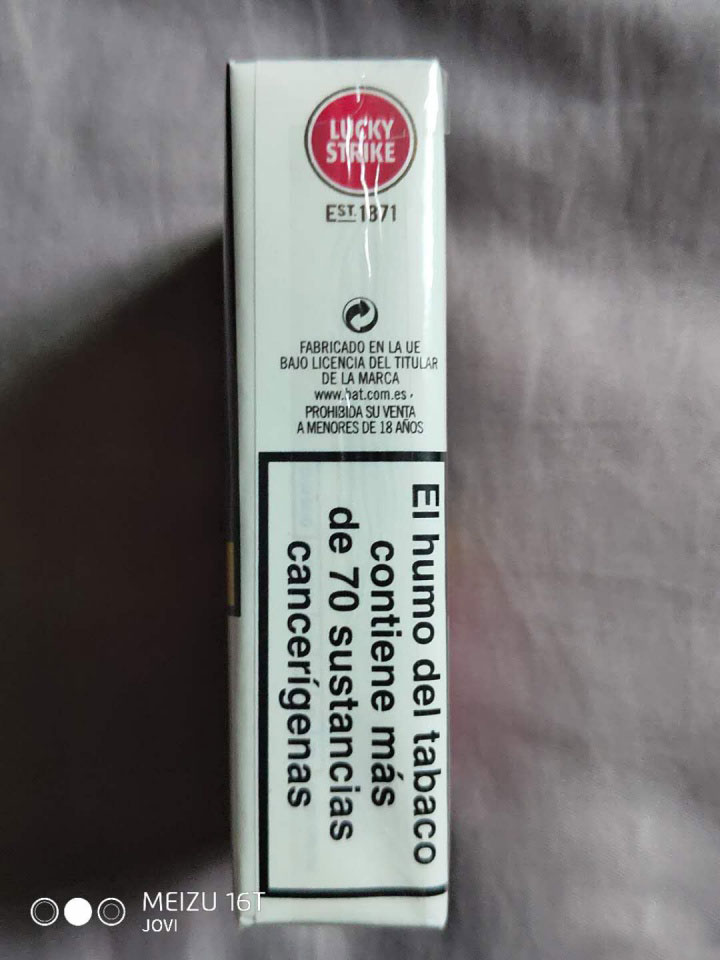 LUCKY
STRIKE
EST. 1871
FABRICADO EN LA UE
BAJO LICENCIA DEL TITULAR
DE LA MARCA
www.bat.com.es
PROHIBIDA SU VENTA
A MENORES DE 18 AÑOS
El humo del tabaco
contiene más
de 70 sustancias
cancerígenas
MEIZU 16T
JOVI